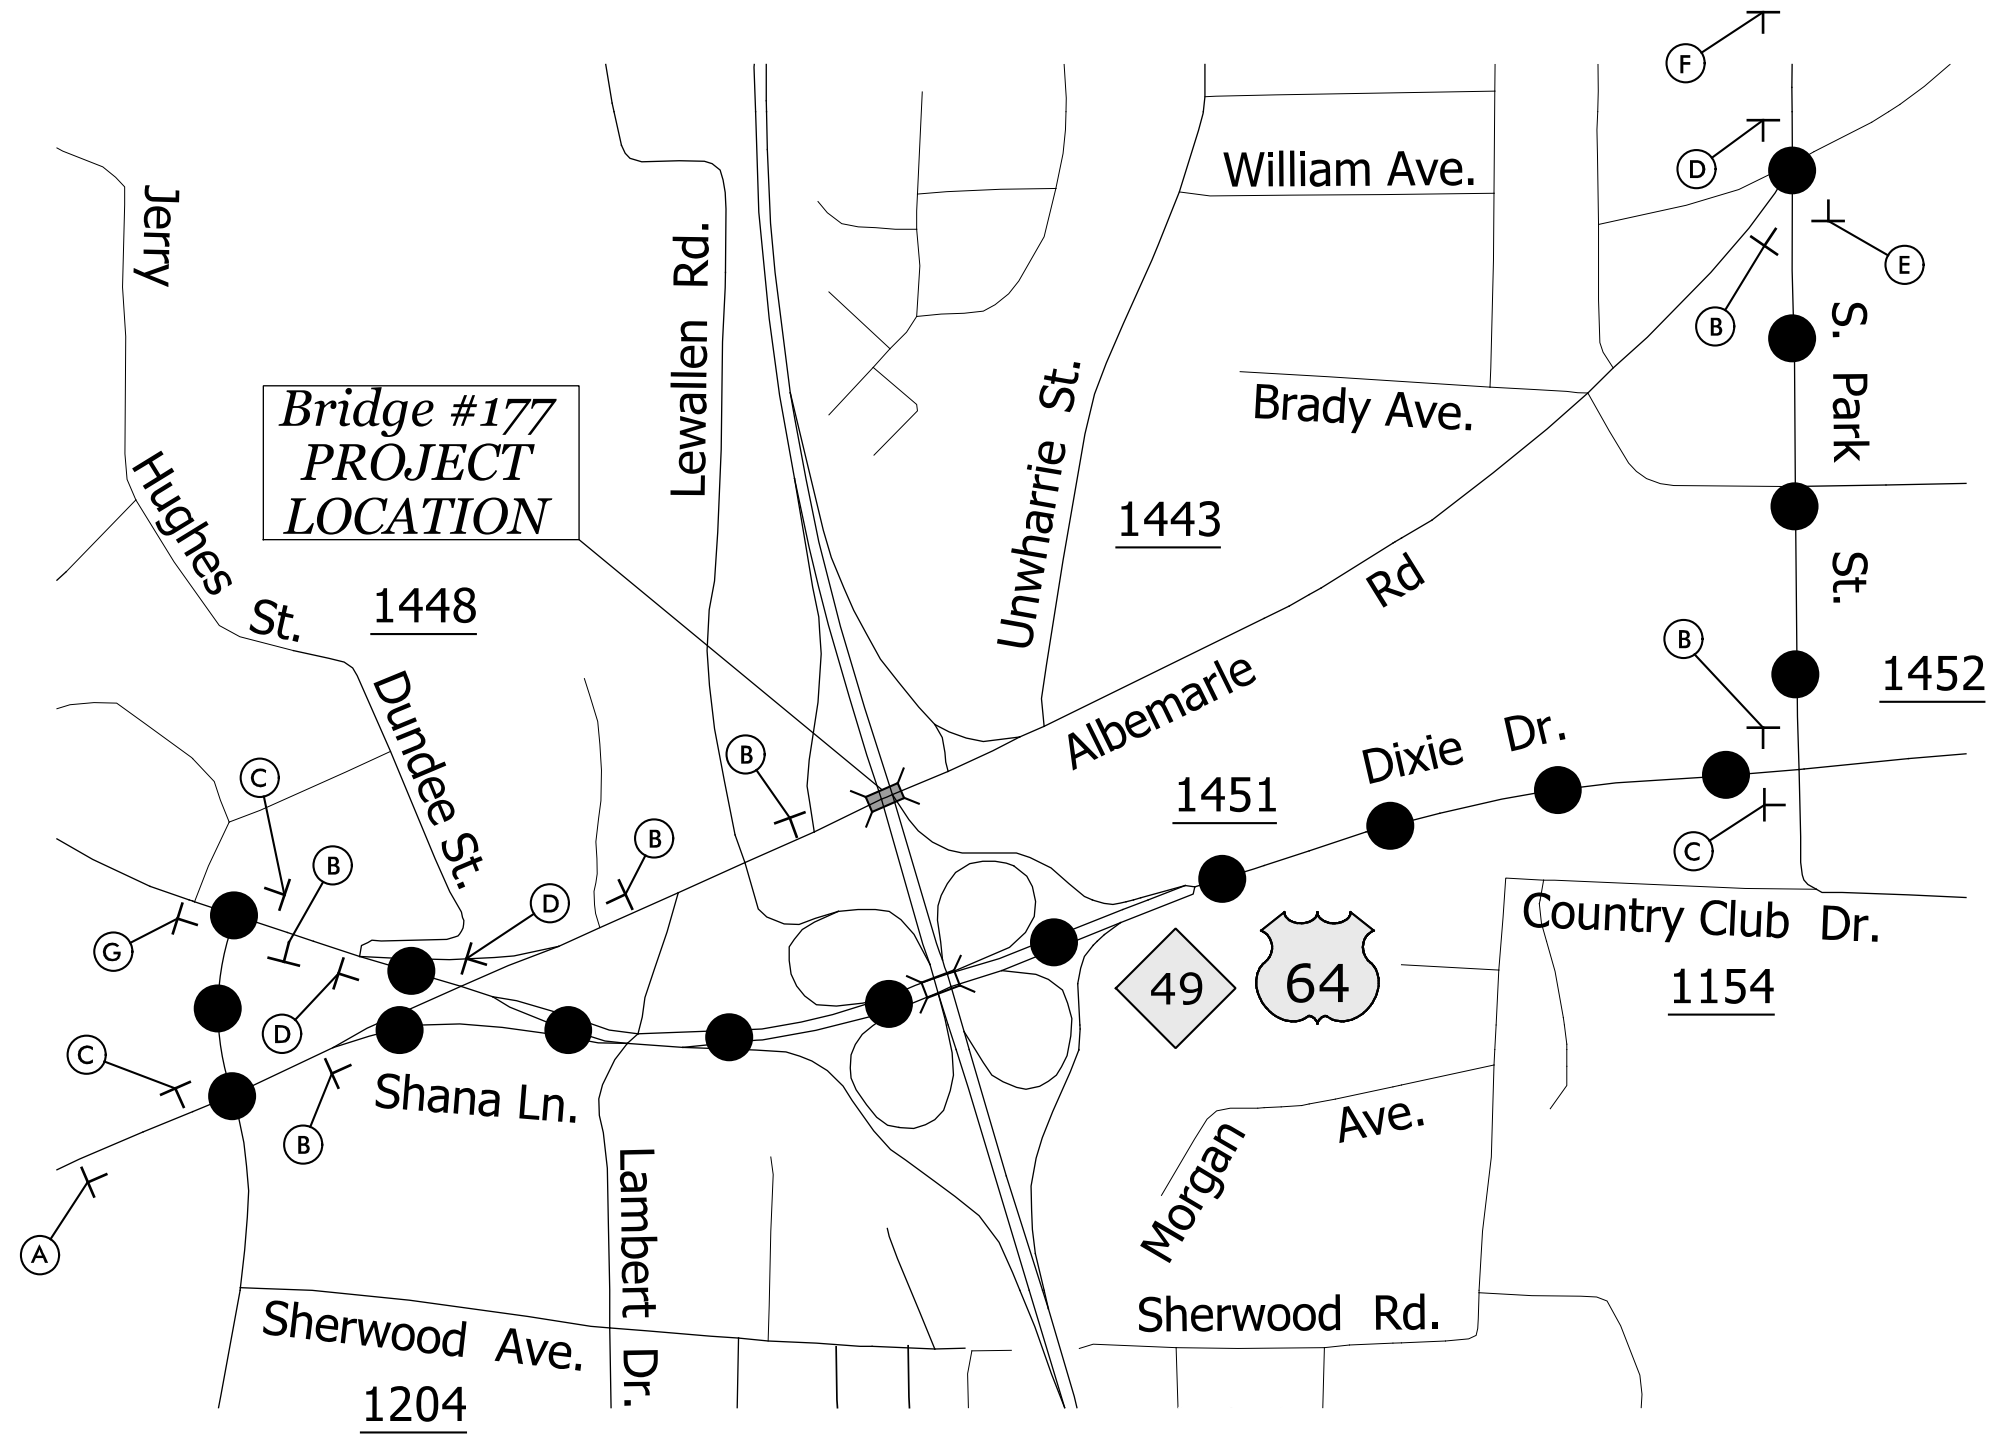 F
William Ave.
D
Jerry
Lewallen Rd.
E
B
S. Park St.
Bridge #177
PROJECT
LOCATION
Unwharrie St.
Brady Ave.
Hughes St.
1443
Albemarle Rd
1448
B
1452
Dundee St.
Dixie Dr.
B
C
1451
B
B
C
D
Country Club Dr.
G
49
64
1154
D
C
Shana Ln.
B
Morgan Ave.
A
Lambert Dr.
Sherwood Ave.
Sherwood Rd.
1204